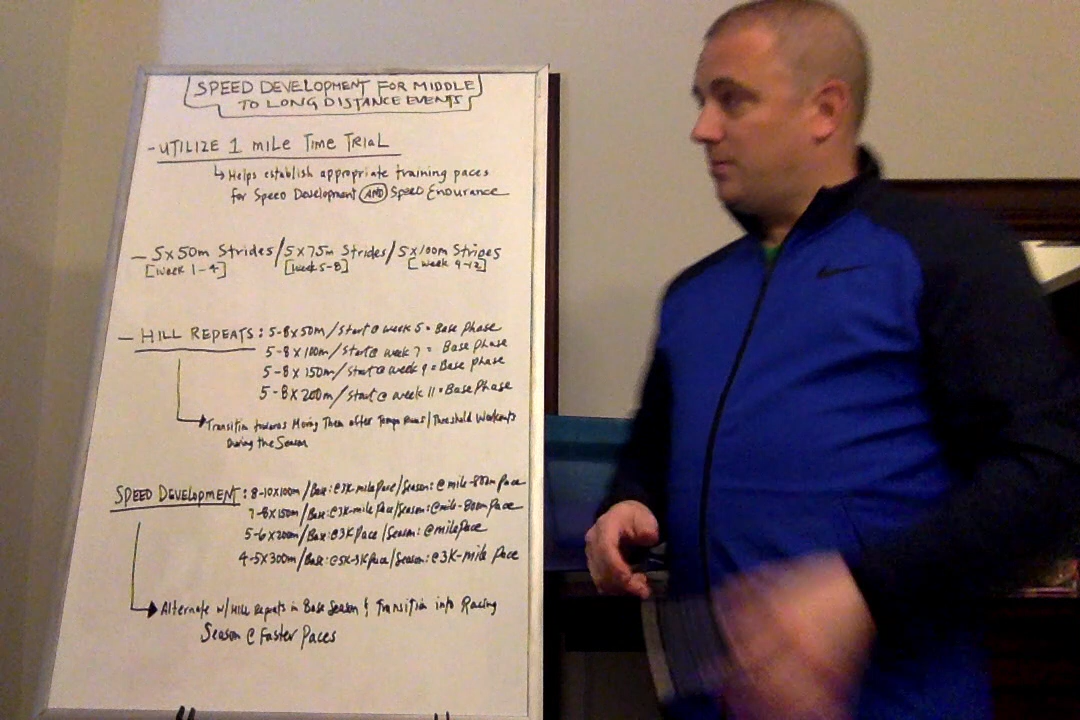 SPEED DEVELOPMENT FOR MIDDLE
TO LONG DISTANCE EVENTS
- UTILIZE 1 mile Time TRIAL
↳ Helps establish appropriate training paces
for Speed Development AND Speed Endurance
- 5x50m Strides/5x75m Strides/5x100m Strides
[week 1-4] [week 5-8] [week 9-12]
- HILL REPEATS: 5-8x50m/Start@ week 5= Base Phase
5-8x100m/Start@ week 7 = Base Phase
5-8x150m/Start@ week 9=Base Phase
5-8x200m/Start@ week 11=Base Phase
Transition towards Moving Them after Tempo Runs/Threshold Workouts
During the Season
SPEED DEVELOPMENT: 8-10x100m/Base:@3K-mile Pace/Season:@mile-800m Pace
7-8x150m/Base:@3K-mile Pace/Season:@mile-800m Pace
5-6x200m/Base:@3K Pace/Season:@mile Pace
4-5x300m/Base:@5K-3K Pace/Season:@3K-mile Pace
Alternate w/Hill Repeats in Base Season & Transition into Racing
Season @ Faster Paces